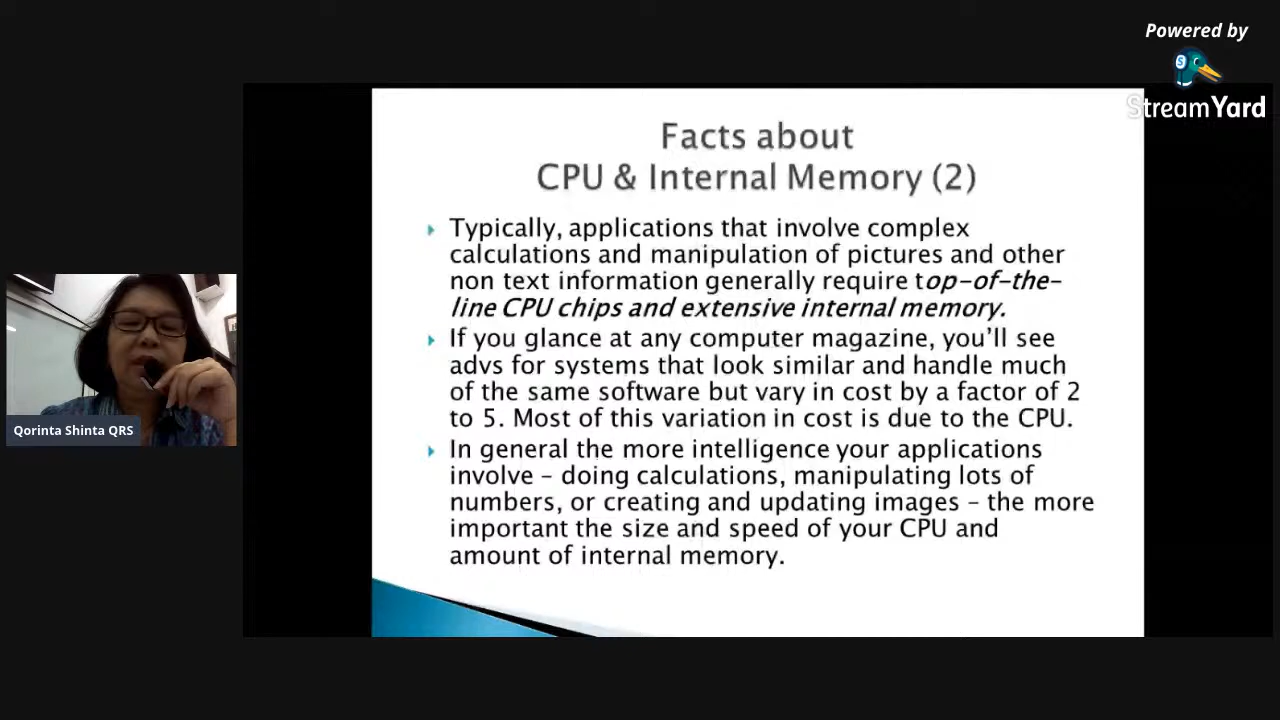 Powered by
StreamYard
Facts about
CPU & Internal Memory (2)
Typically, applications that involve complex
calculations and manipulation of pictures and other
non text information generally require top-of-the-
line CPU chips and extensive internal memory.
If you glance at any computer magazine, you'll see
advs for systems that look similar and handle much
of the same software but vary in cost by a factor of 2
to 5. Most of this variation in cost is due to the CPU.
In general the more intelligence your applications
involve – doing calculations, manipulating lots of
numbers, or creating and updating images – the more
important the size and speed of your CPU and
amount of internal memory.
Qorinta Shinta QRS